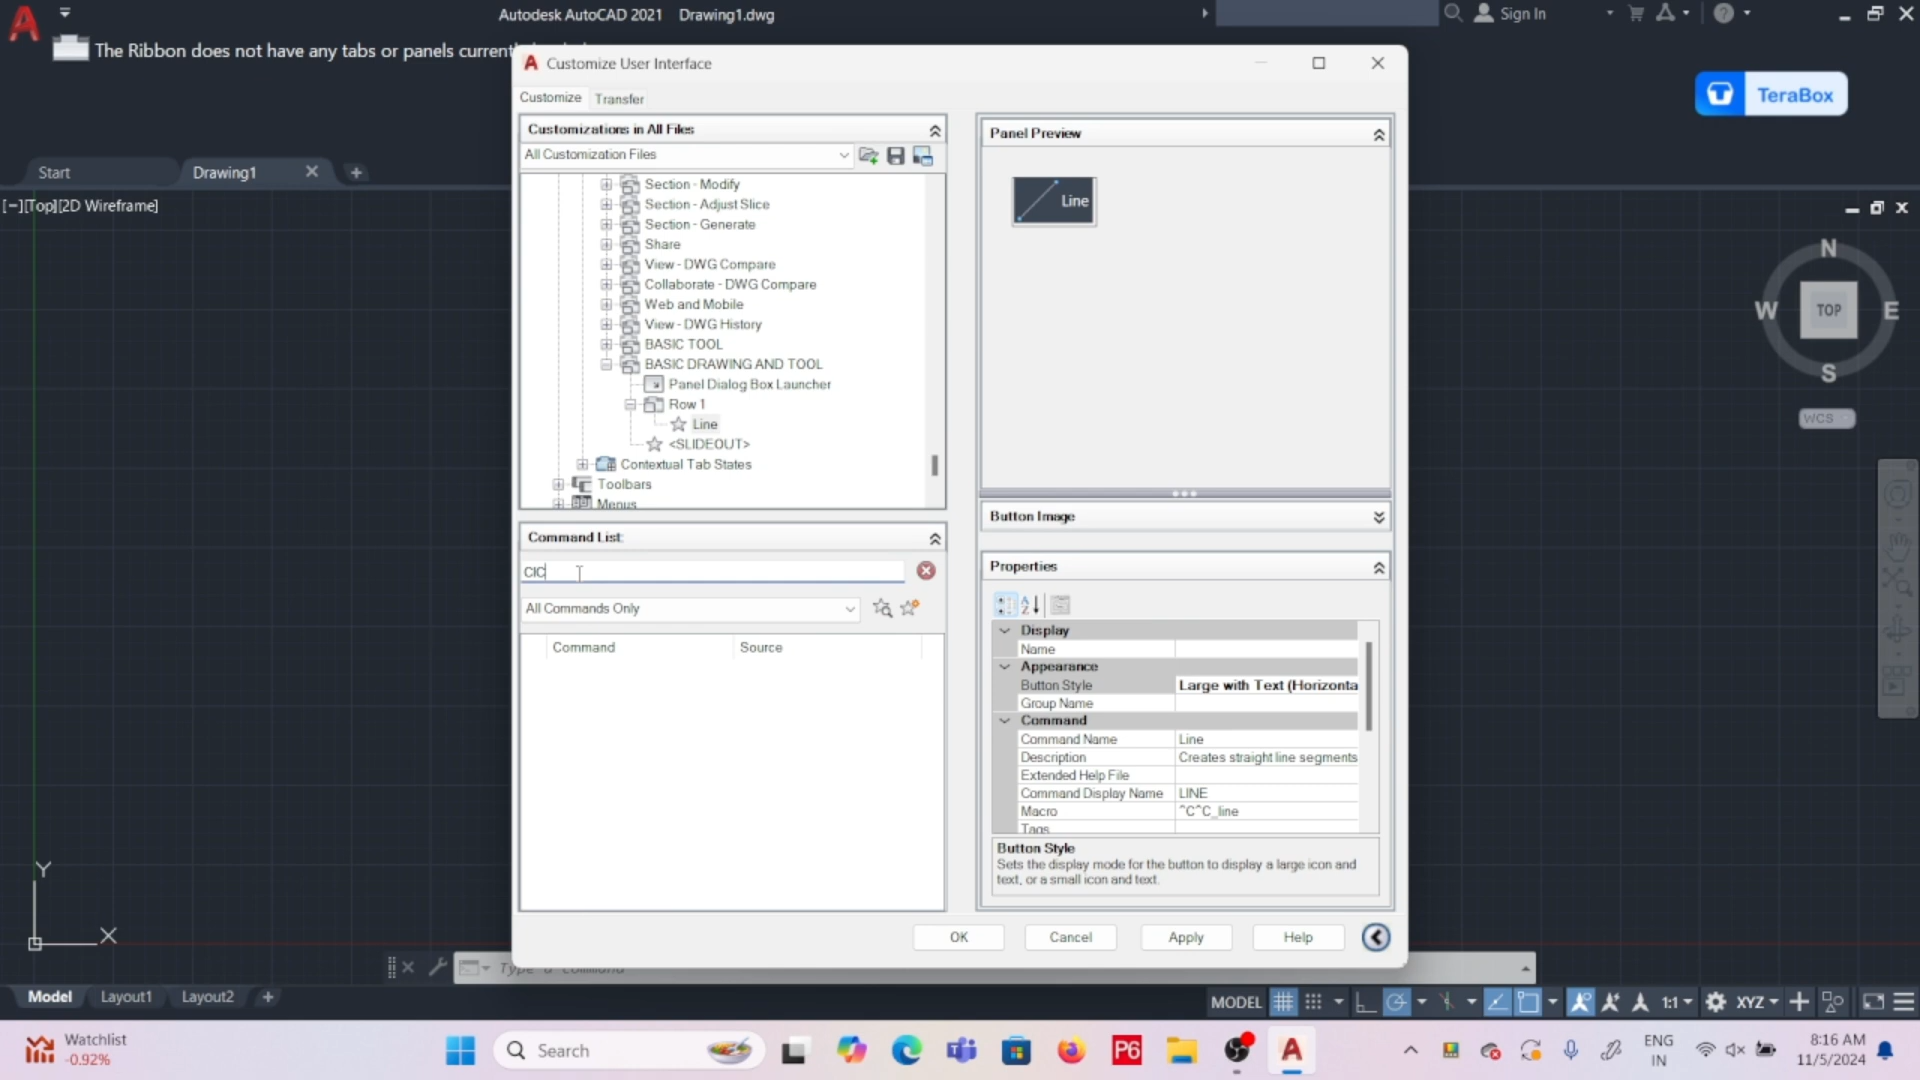 Autodesk AutoCAD 2021 Drawing1.dwg
Sign In
The Ribbon does not have any tabs or panels current
TeraBox
Start
Drawing1
[−][Top][2D Wireframe]
Customize User Interface
Customize
Transfer
Customizations in All Files
All Customization Files
Section - Modify
Section - Adjust Slice
Section - Generate
Share
View - DWG Compare
Collaborate - DWG Compare
Web and Mobile
View - DWG History
BASIC TOOL
BASIC DRAWING AND TOOL
Panel Dialog Box Launcher
Row 1
Line
<SLIDEOUT>
Contextual Tab States
Toolbars
Menus
Command List:
CIC
All Commands Only
Command
Source
Panel Preview
Line
Button Image
Properties
Display
Name
Appearance
Button Style Large with Text (Horizonta
Group Name
Command
Command Name Line
Description Creates straight line segments
Extended Help File
Command Display Name LINE
Macro ^C^C_line
Tags
Button Style
Sets the display mode for the button to display a large icon and
text, or a small icon and text.
OK
Cancel
Apply
Help
N
W
TOP
E
S
WCS
Y
X
Type a command
Model
Layout1
Layout2
MODEL
1:1
XYZ
Watchlist
-0.92%
Search
P6
ENG
IN
8:16 AM
11/5/2024